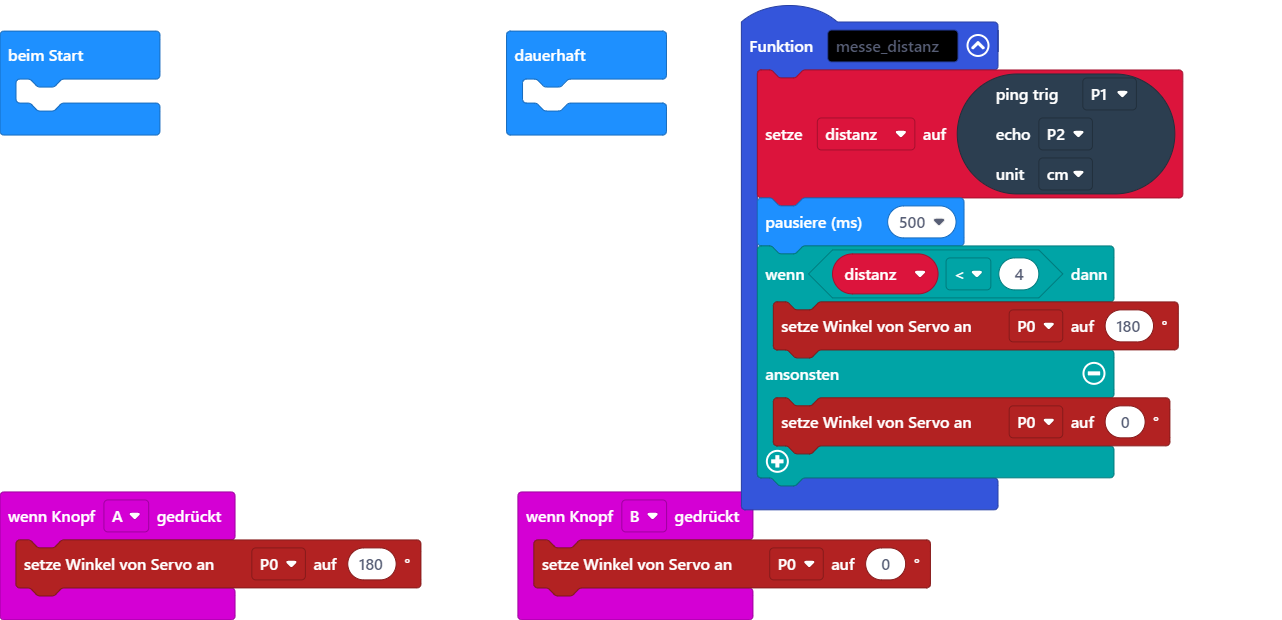 beim Start
dauerhaft
Funktion messe_distanz
ping trig P1
setze distanz auf echo P2
unit cm
pausiere (ms) 500
wenn distanz < 4 dann
setze Winkel von Servo an P0 auf 180 °
ansonsten
setze Winkel von Servo an P0 auf 0 °
wenn Knopf A gedrückt
setze Winkel von Servo an P0 auf 180 °
wenn Knopf B gedrückt
setze Winkel von Servo an P0 auf 0 °